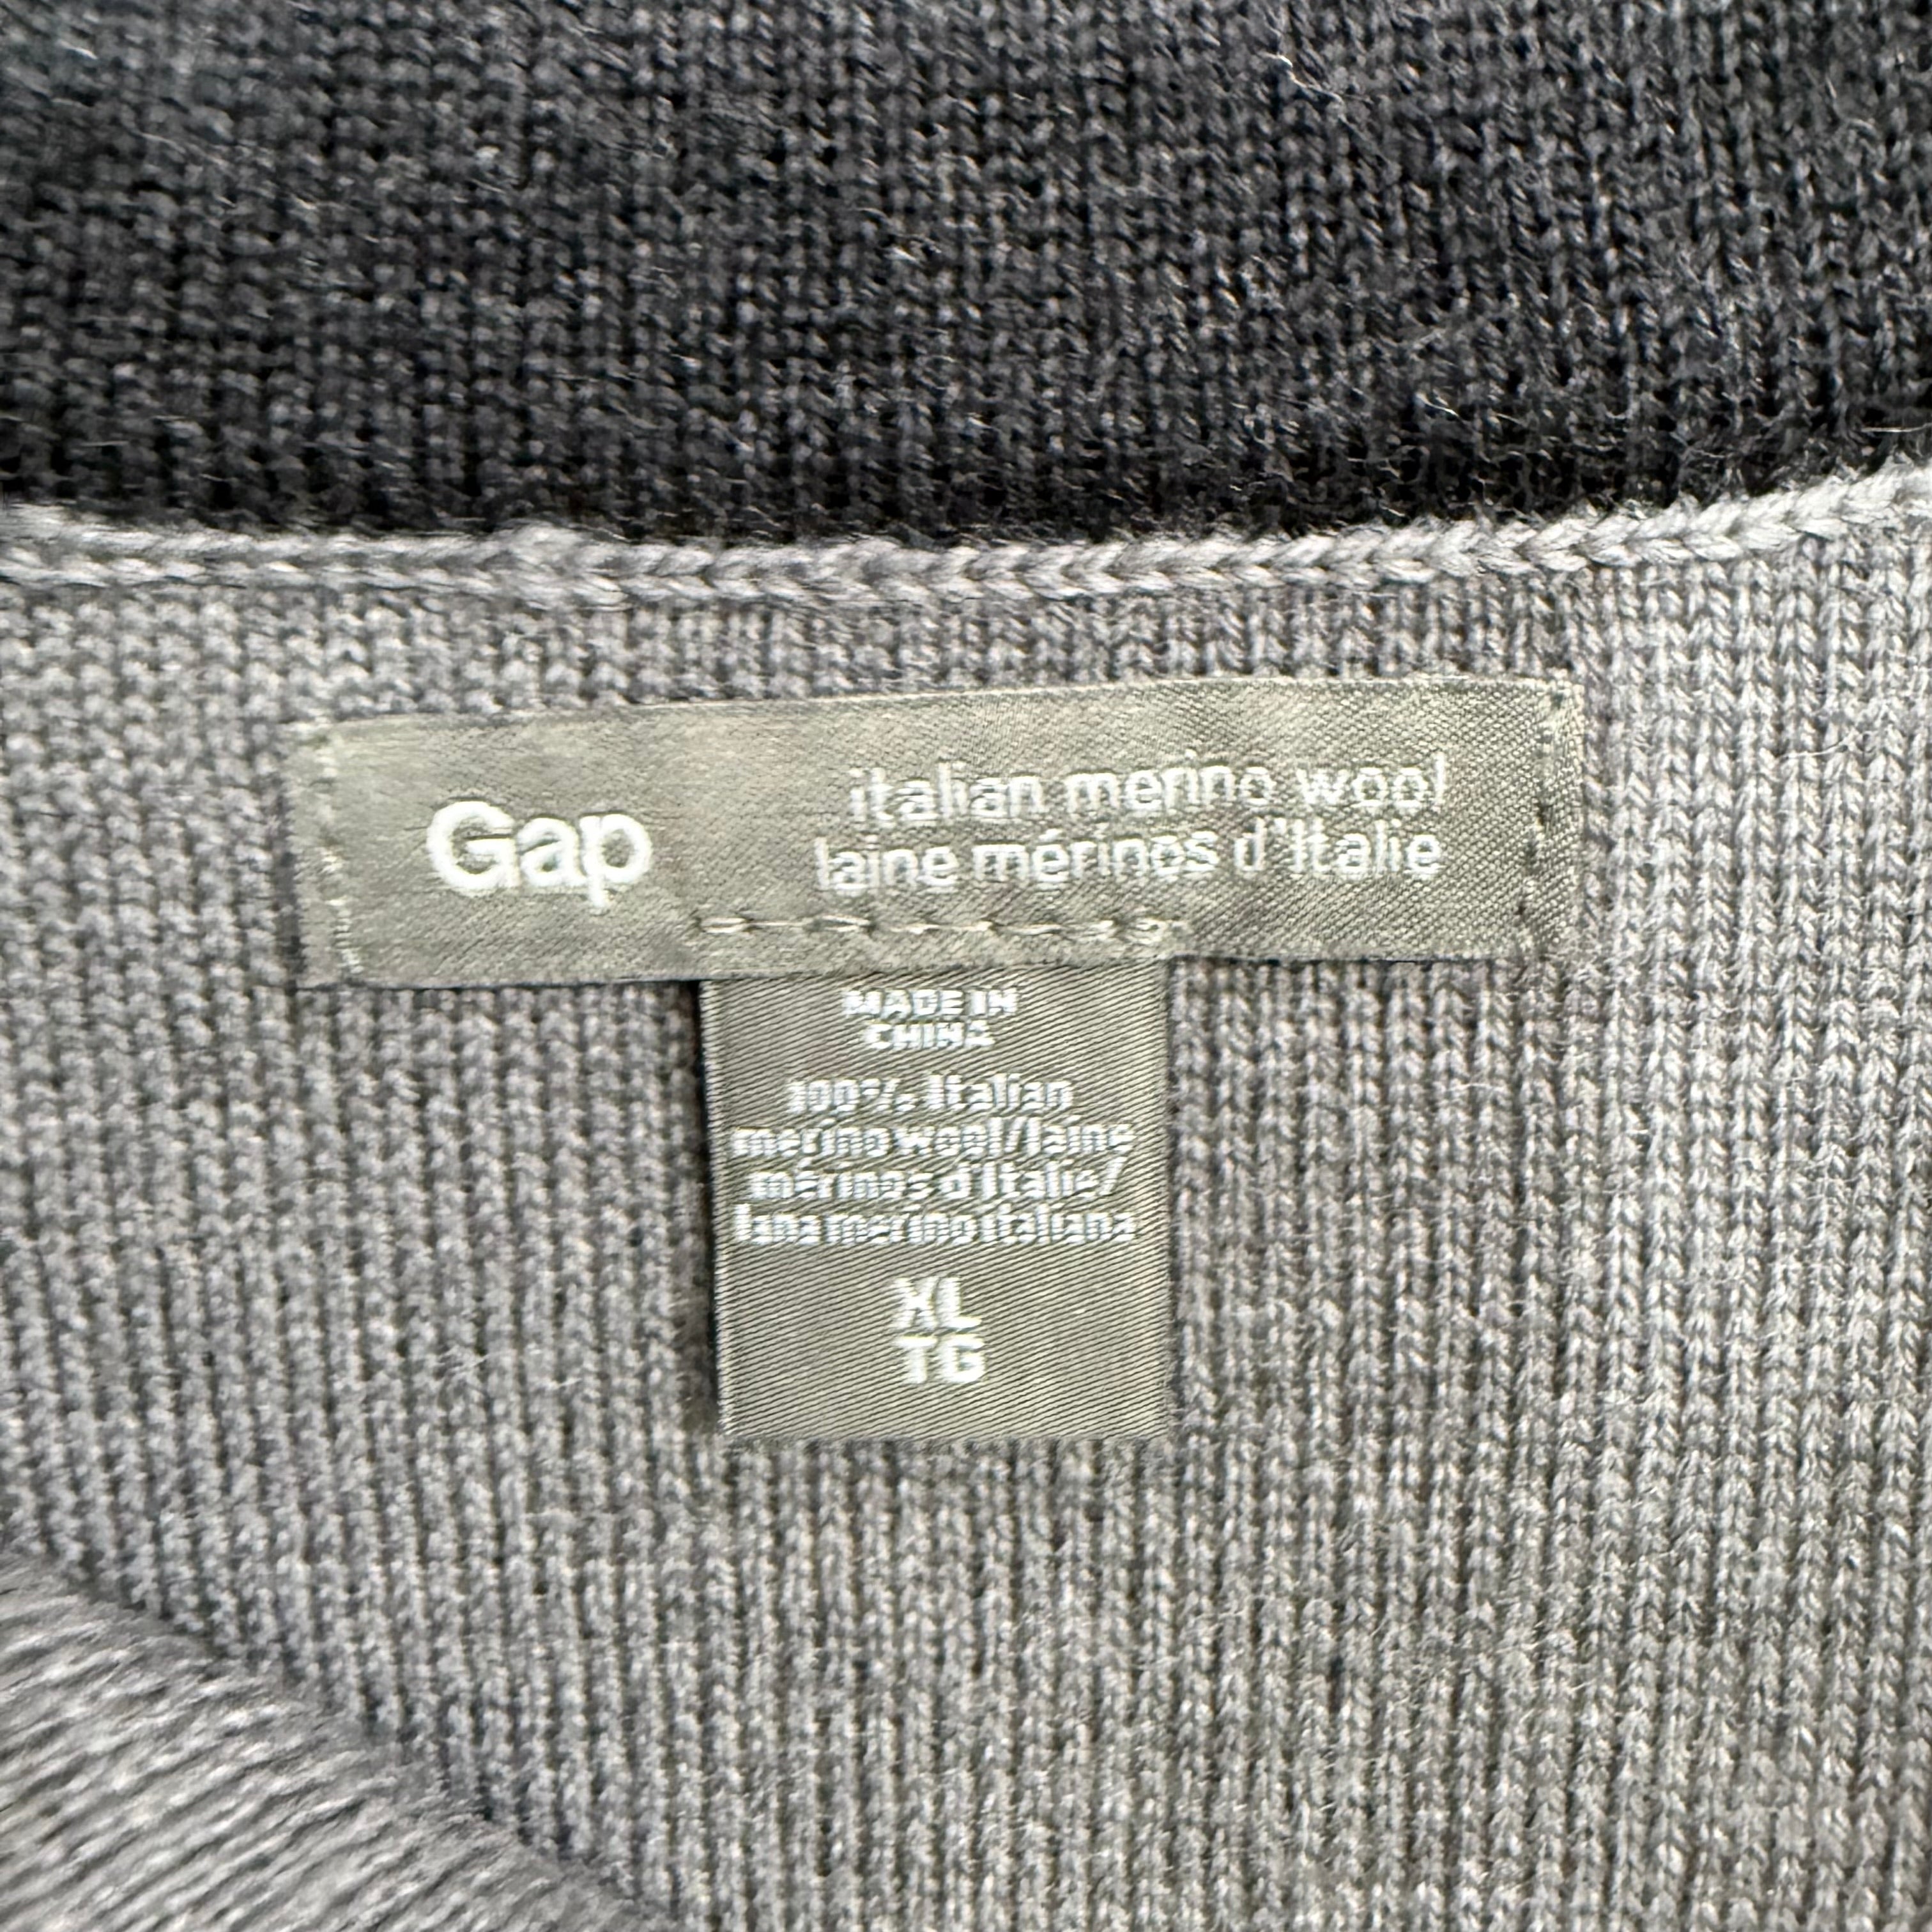 Gap
italian merino wool
laine mérinos d'Italie
MADE IN
CHINA
100% Italian
merino wool/laine
mérinos d'Italie/
lana merino italiana
XL
TG